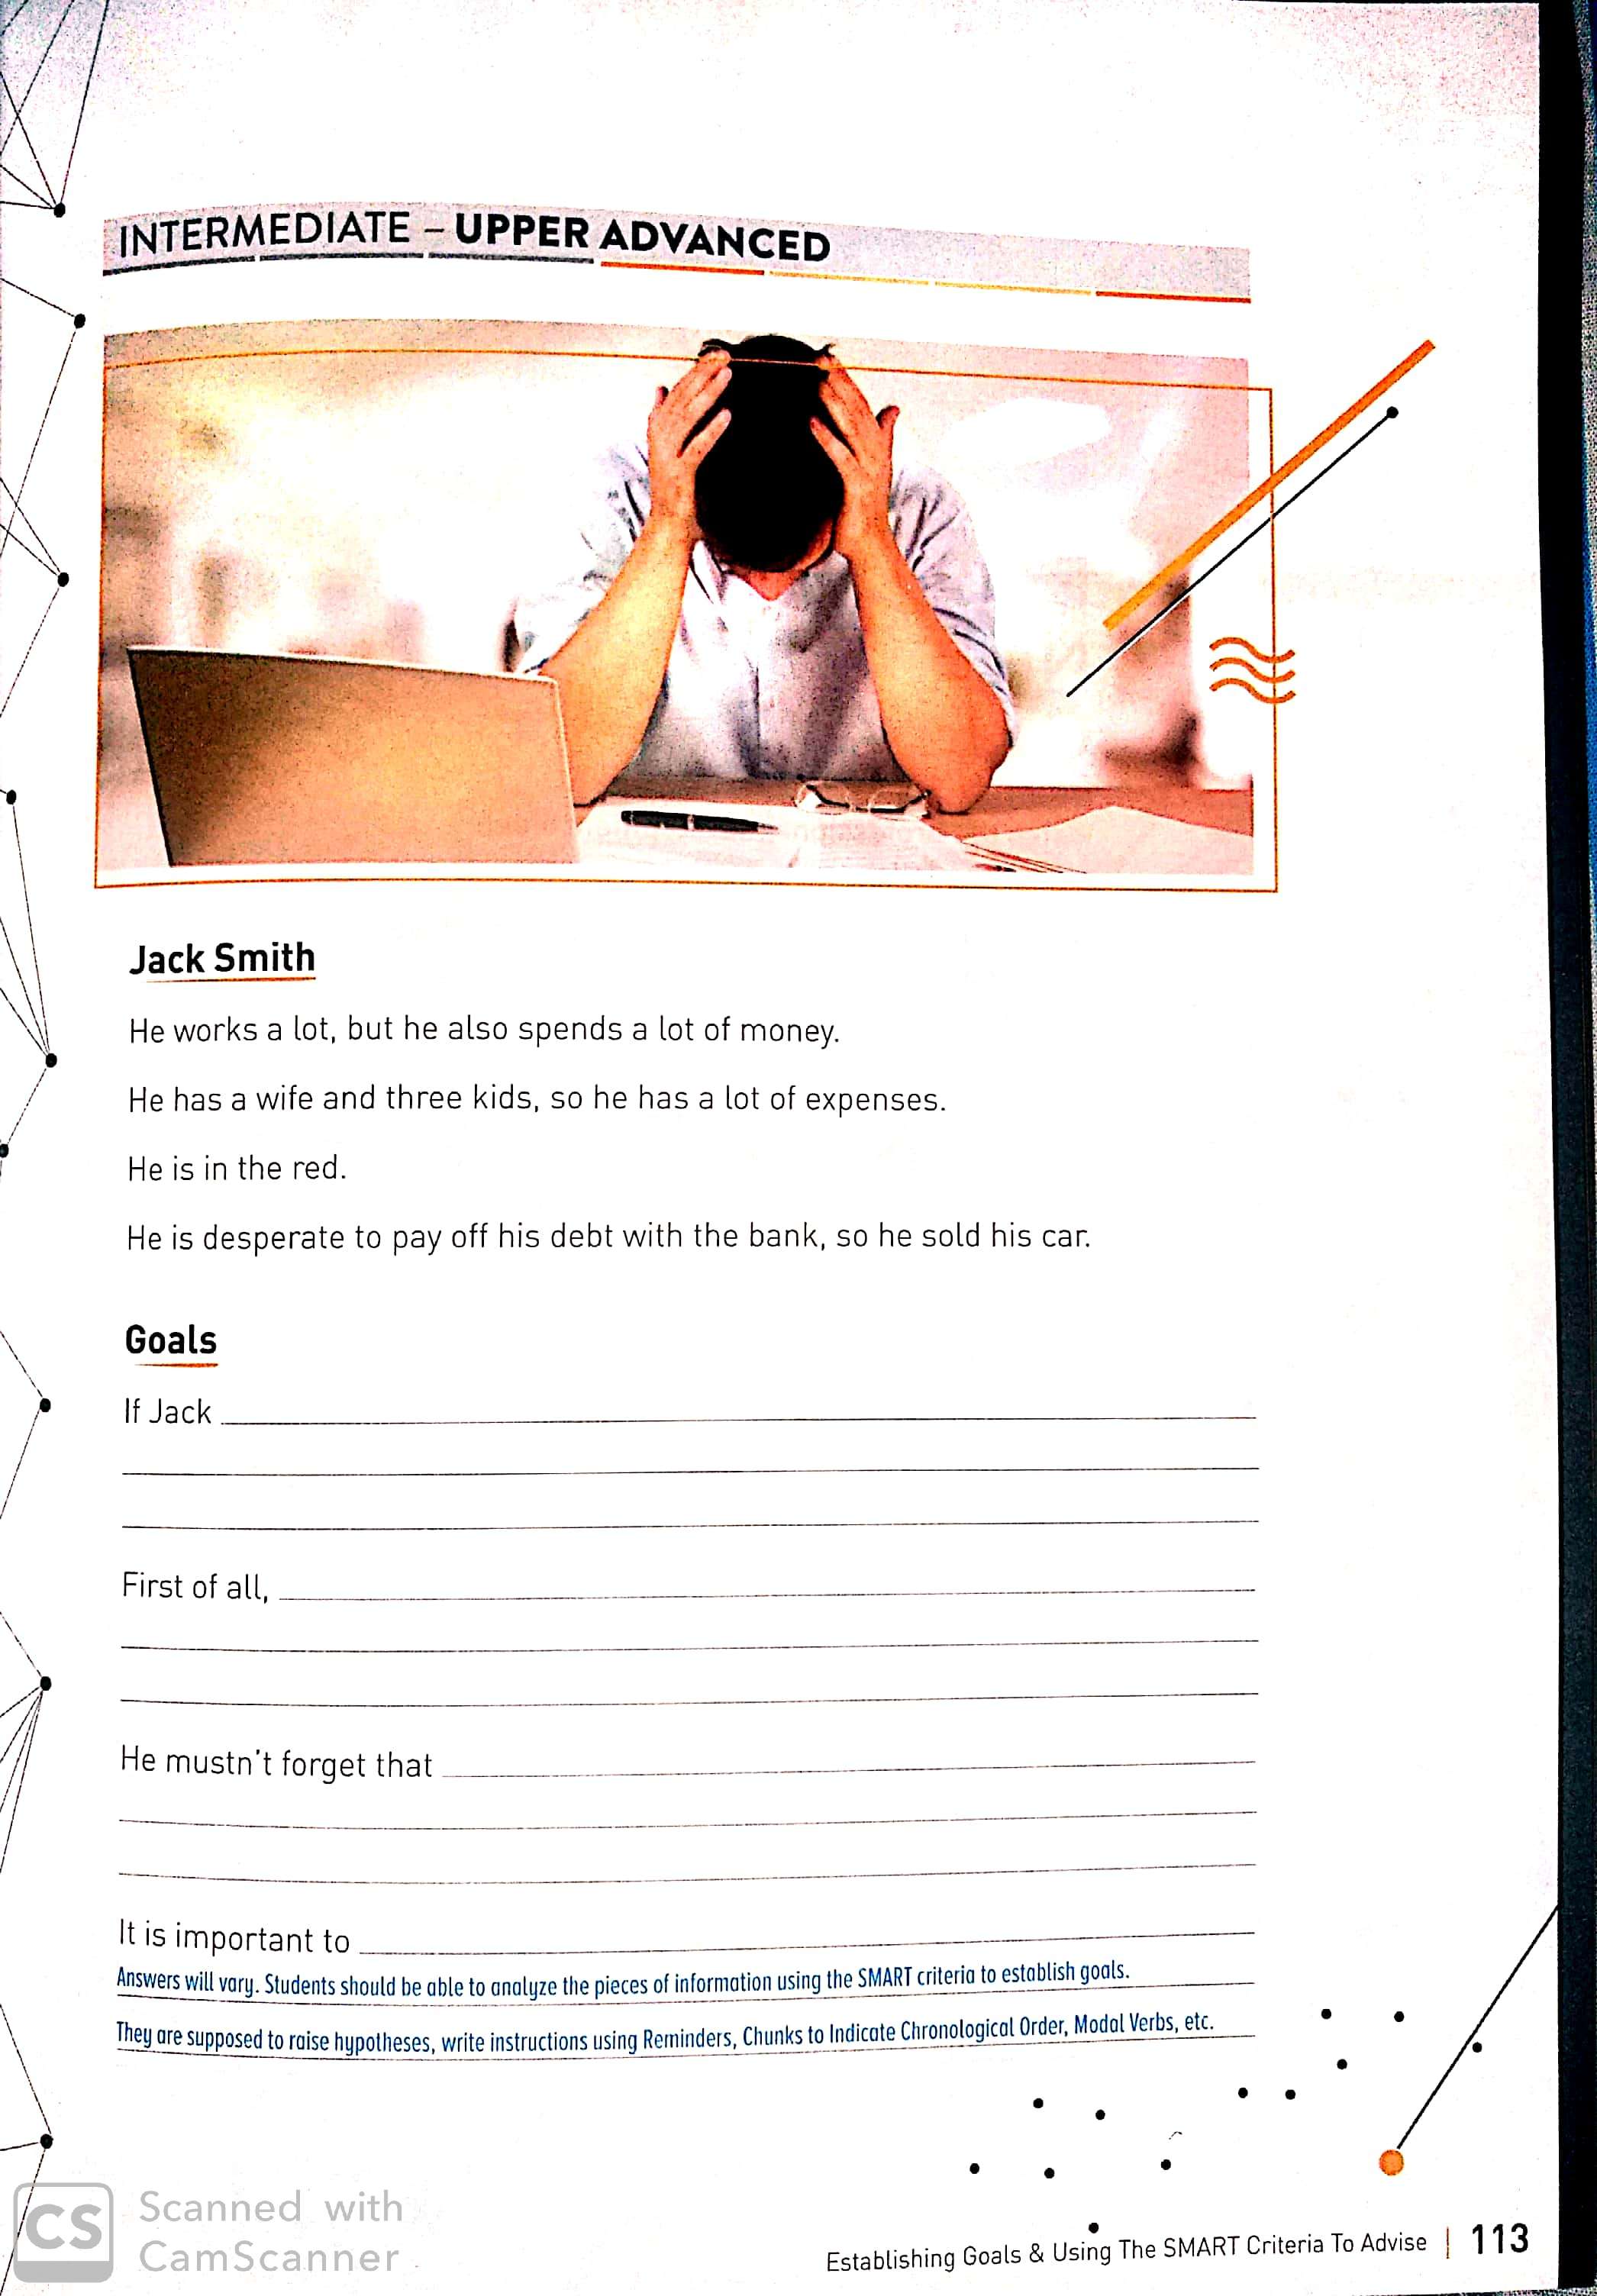 INTERMEDIATE – UPPER ADVANCED
Jack Smith
He works a lot, but he also spends a lot of money.
He has a wife and three kids, so he has a lot of expenses.
He is in the red.
He is desperate to pay off his debt with the bank, so he sold his car.
Goals
If Jack
First of all,
He mustn't forget that
It is important to
Answers will vary. Students should be able to analyze the pieces of information using the SMART criteria to establish goals.
They are supposed to raise hypotheses, write instructions using Reminders, Chunks to Indicate Chronological Order, Modal Verbs, etc.
CS Scanned with
CamScanner
Establishing Goals & Using The SMART Criteria To Advise | 113